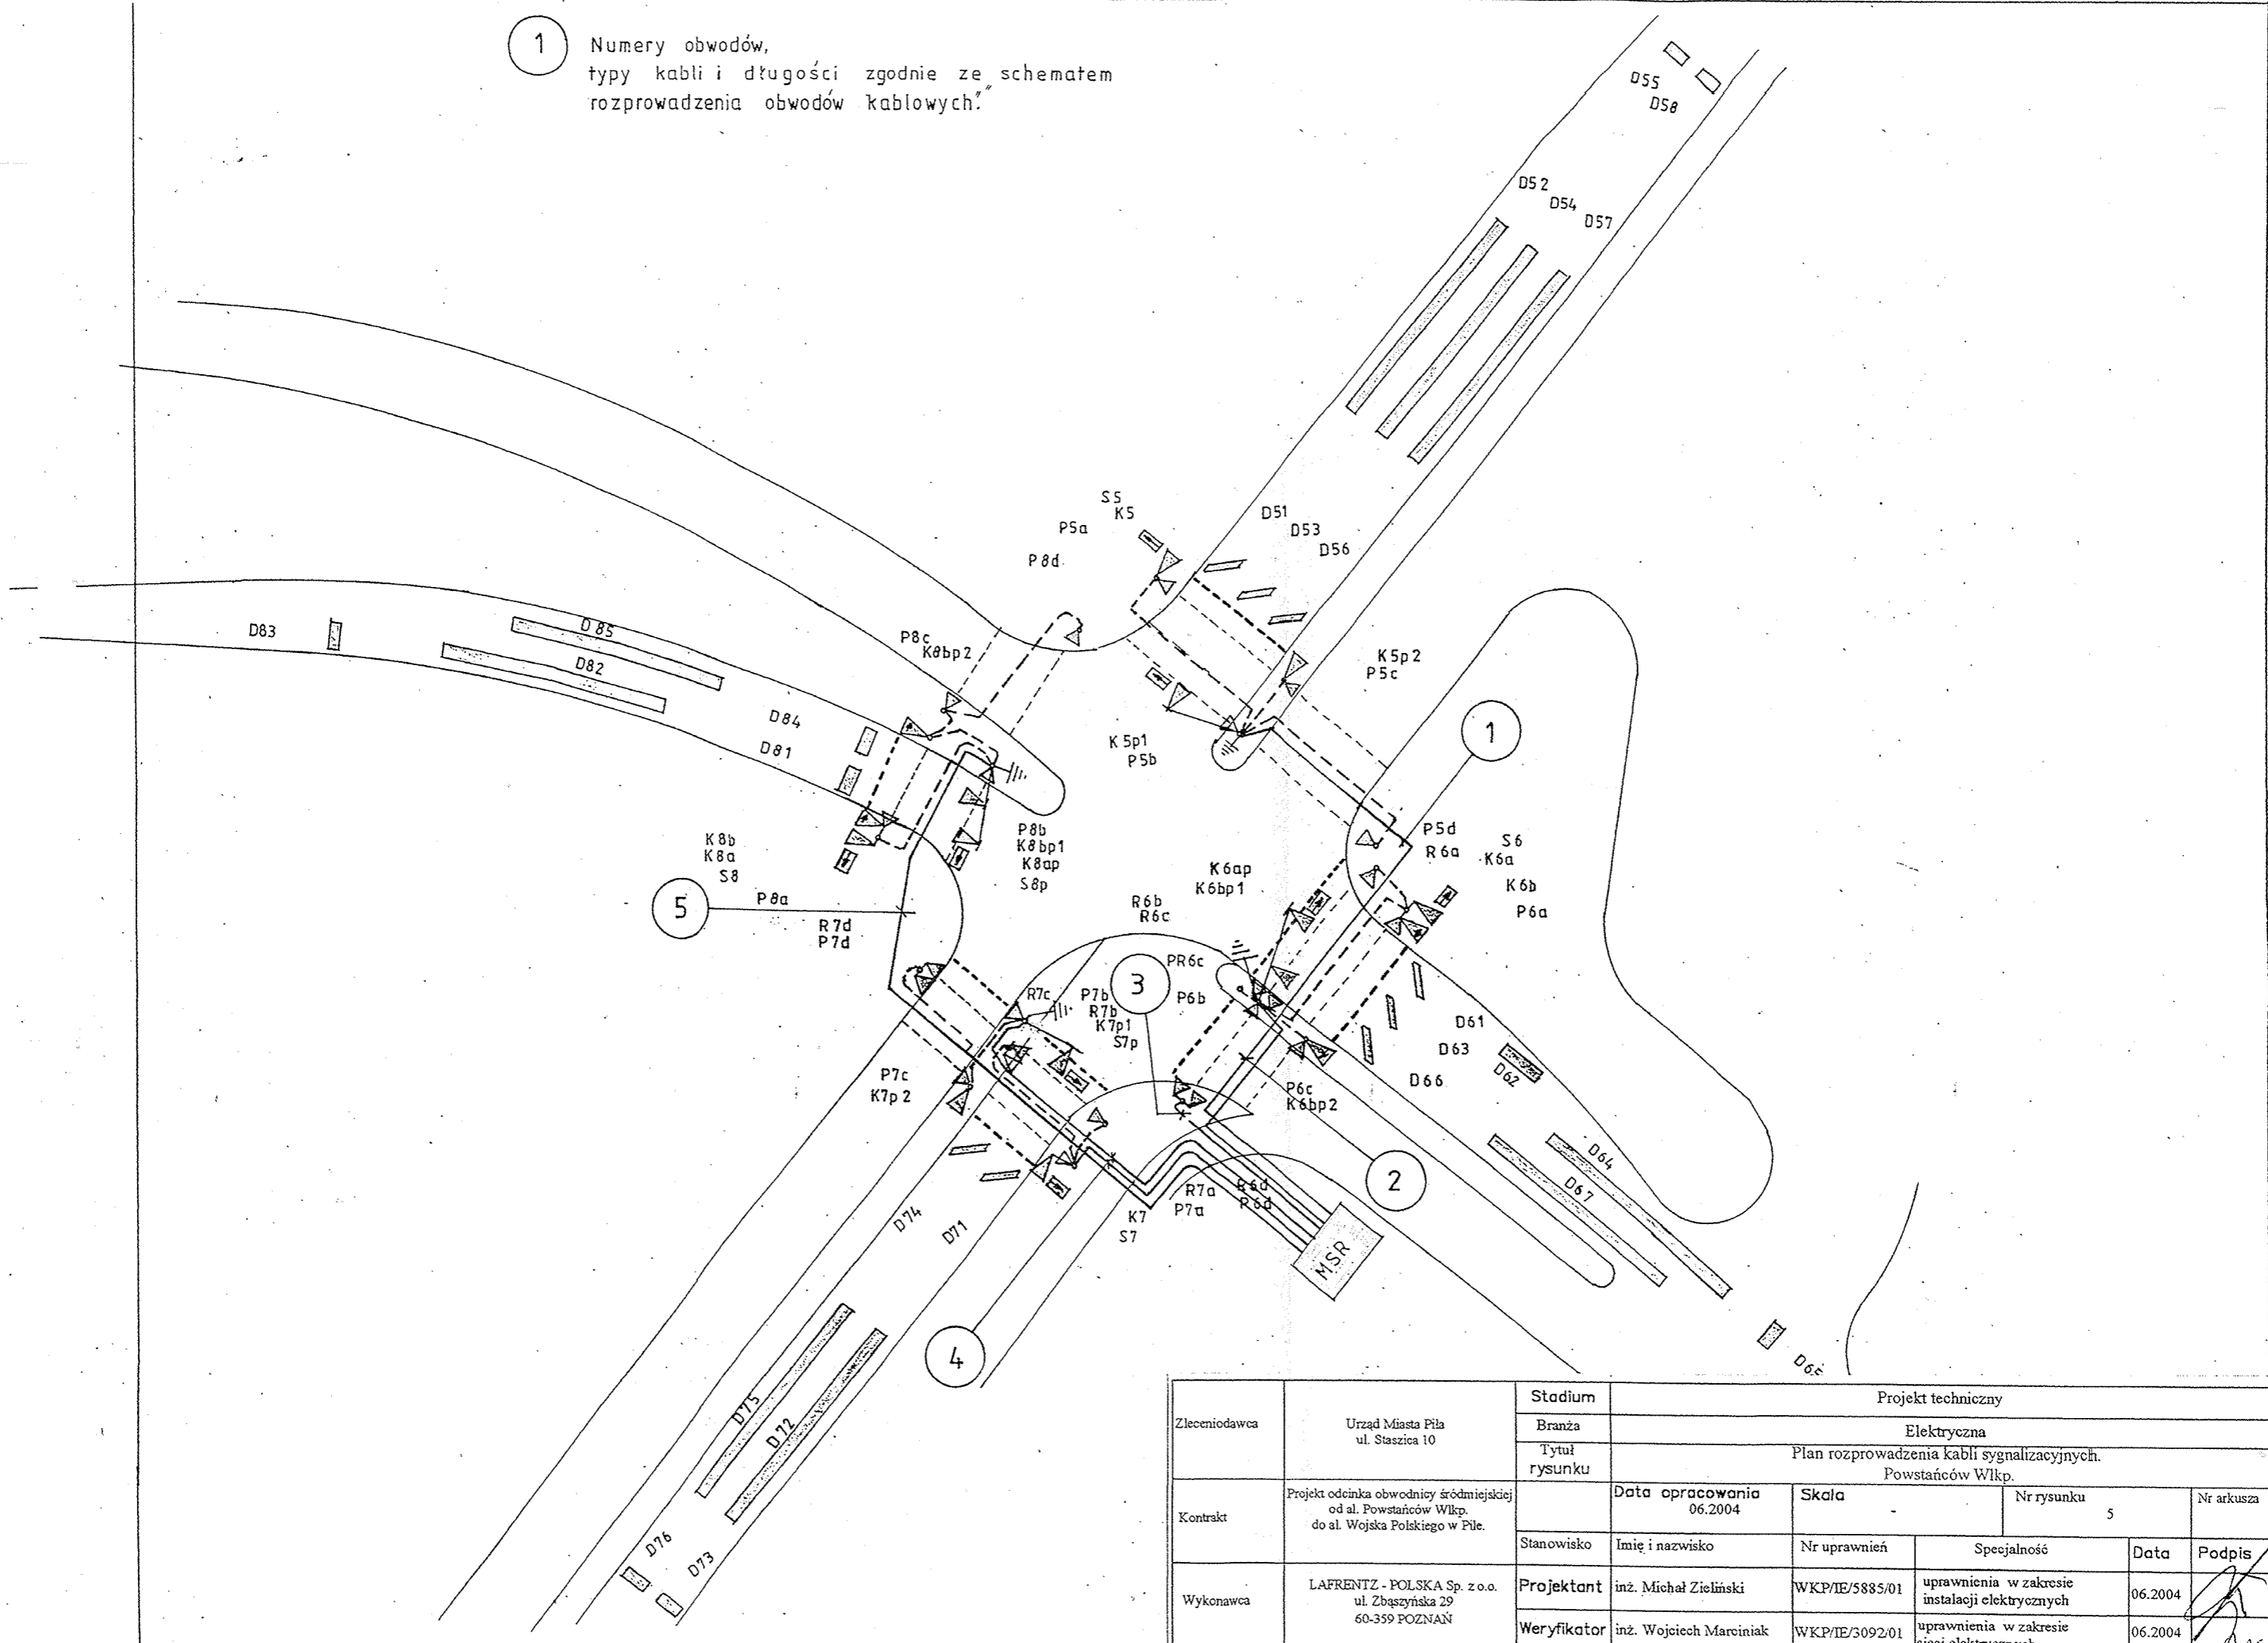 1
Numery obwodów,
typy kabli i długości zgodnie ze schematem
rozprowadzenia obwodów kablowych."
D55
D58
D52
D54
D57
S5
K5
P5a
P8d
D51
D53
D56
D83
D85
D82
P8c
K8bp2
K5p2
P5c
D84
D81
K5p1
P5b
1
K8b
K8a
S8
P8b
K8bp1
K8ap
S8p
P5d
R6a
S6
K6a
K6b
P6a
K6ap
K6bp1
5
P8a
R7d
P7d
R6b
R6c
PR6c
3
P6b
R7c
P7b
R7b
K7p1
S7p
D61
D63
D62
D66
P7c
K7p2
P6c
K6bp2
D64
D67
2
R7a
P7a
R6d
P6d
K7
S7
D74
D71
MSR
4
D75
D72
D76
D73
Zleceniodawca
Urząd Miasta Piła
ul. Staszica 10
Stadium
Projekt techniczny
Branża
Elektryczna
Tytuł
rysunku
Plan rozprowadzenia kabli sygnalizacyjnych.
Powstańców Wlkp.
Kontrakt
Projekt odcinka obwodnicy śródmiejskiej
od al. Powstańców Wlkp.
do al. Wojska Polskiego w Pile.
Data opracowania
06.2004
Skala
-
Nr rysunku
5
Nr arkusza
Stanowisko
Imię i nazwisko
Nr uprawnień
Specjalność
Data
Podpis
Wykonawca
LAFRENTZ - POLSKA Sp. z o.o.
ul. Zbąszyńska 29
60-359 POZNAŃ
Projektant
inż. Michał Zieliński
WKP/IE/5885/01
uprawnienia w zakresie
instalacji elektrycznych
06.2004
Weryfikator
inż. Wojciech Marciniak
WKP/IE/3092/01
uprawnienia w zakresie
06.2004